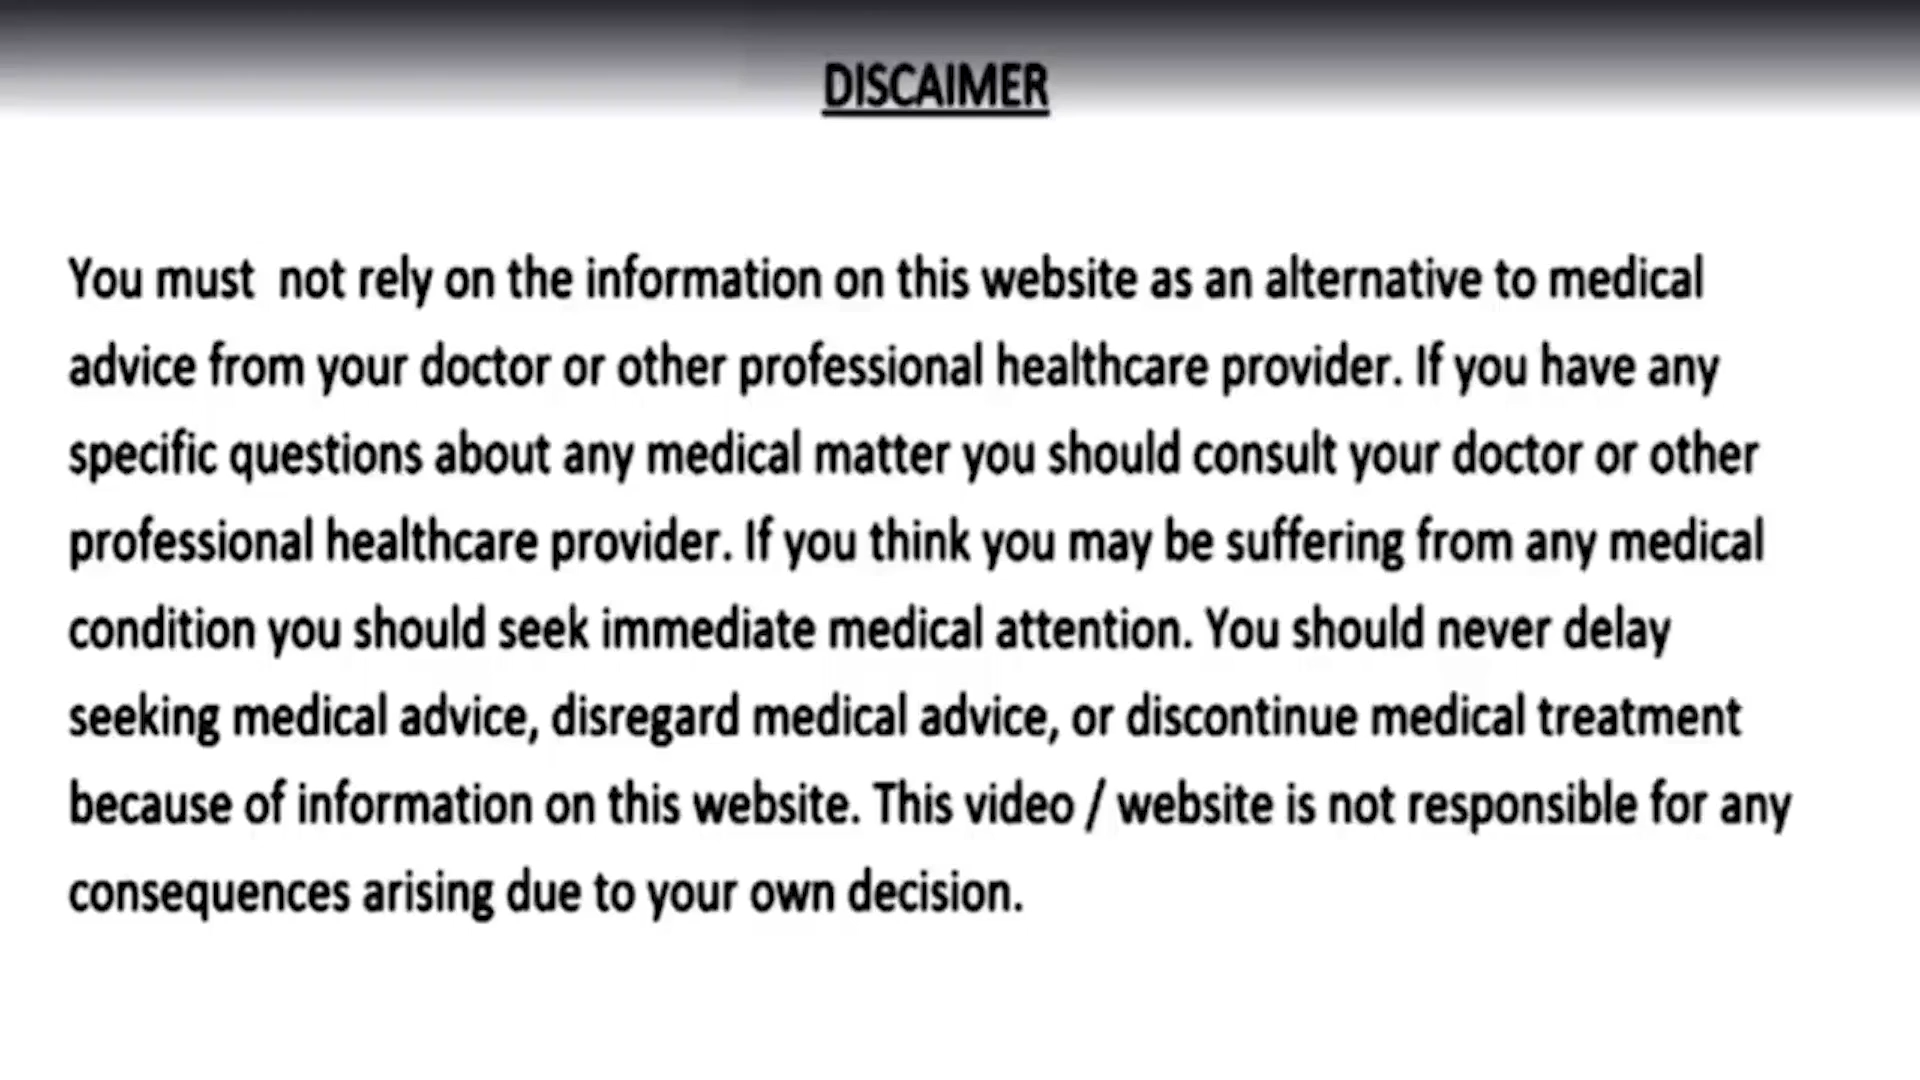 DISCAIMER
You must  not rely on the information on this website as an alternative to medical
advice from your doctor or other professional healthcare provider. If you have any
specific questions about any medical matter you should consult your doctor or other
professional healthcare provider. If you think you may be suffering from any medical
condition you should seek immediate medical attention. You should never delay
seeking medical advice, disregard medical advice, or discontinue medical treatment
because of information on this website. This video / website is not responsible for any
consequences arising due to your own decision.